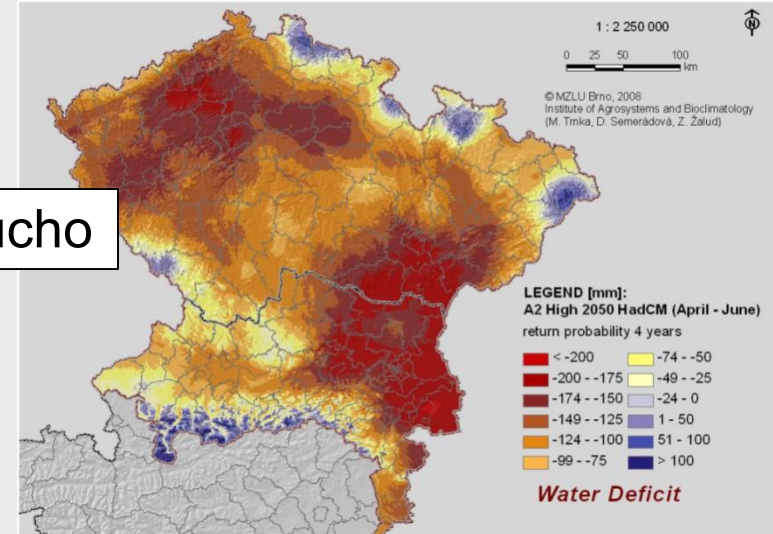 1 : 2 250 000
N
0 25 50 100
km
© MZLU Brno, 2008
Institute of Agrosystems and Bioclimatology
(M. Trnka, D. Semerádová, Z. Žalud)
ucho
LEGEND [mm]:
A2 High 2050 HadCM (April - June)
return probability 4 years
< -200 -74 - -50
-200 - -175 -49 - -25
-174 - -150 -24 - 0
-149 - -125 1 - 50
-124 - -100 51 - 100
-99 - -75 > 100
Water Deficit